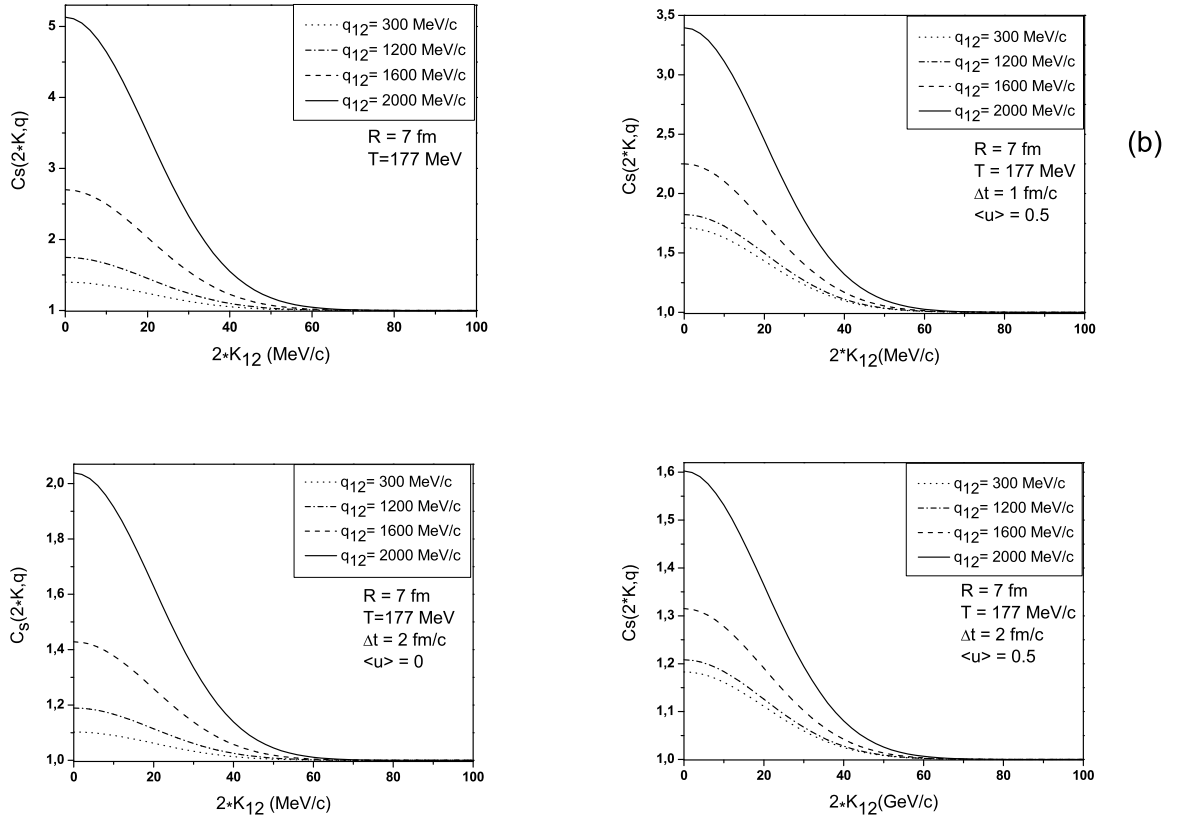 5
4
3
2
1
0
20
40
60
80
100
Cs(2*K,q)
2*K12 (MeV/c)
q12= 300 MeV/c
q12= 1200 MeV/c
q12= 1600 MeV/c
q12= 2000 MeV/c
R = 7 fm
T=177 MeV
3,5
3,0
2,5
2,0
1,5
1,0
0
20
40
60
80
100
Cs(2*K,q)
2*K12(MeV/c)
q12= 300 MeV/c
q12= 1200 MeV/c
q12= 1600 MeV/c
q12= 2000 MeV/c
R = 7 fm
T = 177 MeV
Δt = 1 fm/c
<u> = 0.5
(b)
2,0
1,8
1,6
1,4
1,2
1,0
0
20
40
60
80
100
Cs(2*K,q)
2*K12 (MeV/c)
q12= 300 MeV/c
q12= 1200 MeV/c
q12= 1600 MeV/c
q12= 2000 MeV/c
R = 7 fm
T=177 MeV
Δt = 2 fm/c
<u> = 0
1,6
1,5
1,4
1,3
1,2
1,1
1,0
0
20
40
60
80
100
Cs(2*K,q)
2*K12(GeV/c)
q12= 300 MeV/c
q12= 1200 MeV/c
q12= 1600 MeV/c
q12= 2000 MeV/c
R = 7 fm
T = 177 MeV/c
Δt = 2 fm/c
<u> = 0.5